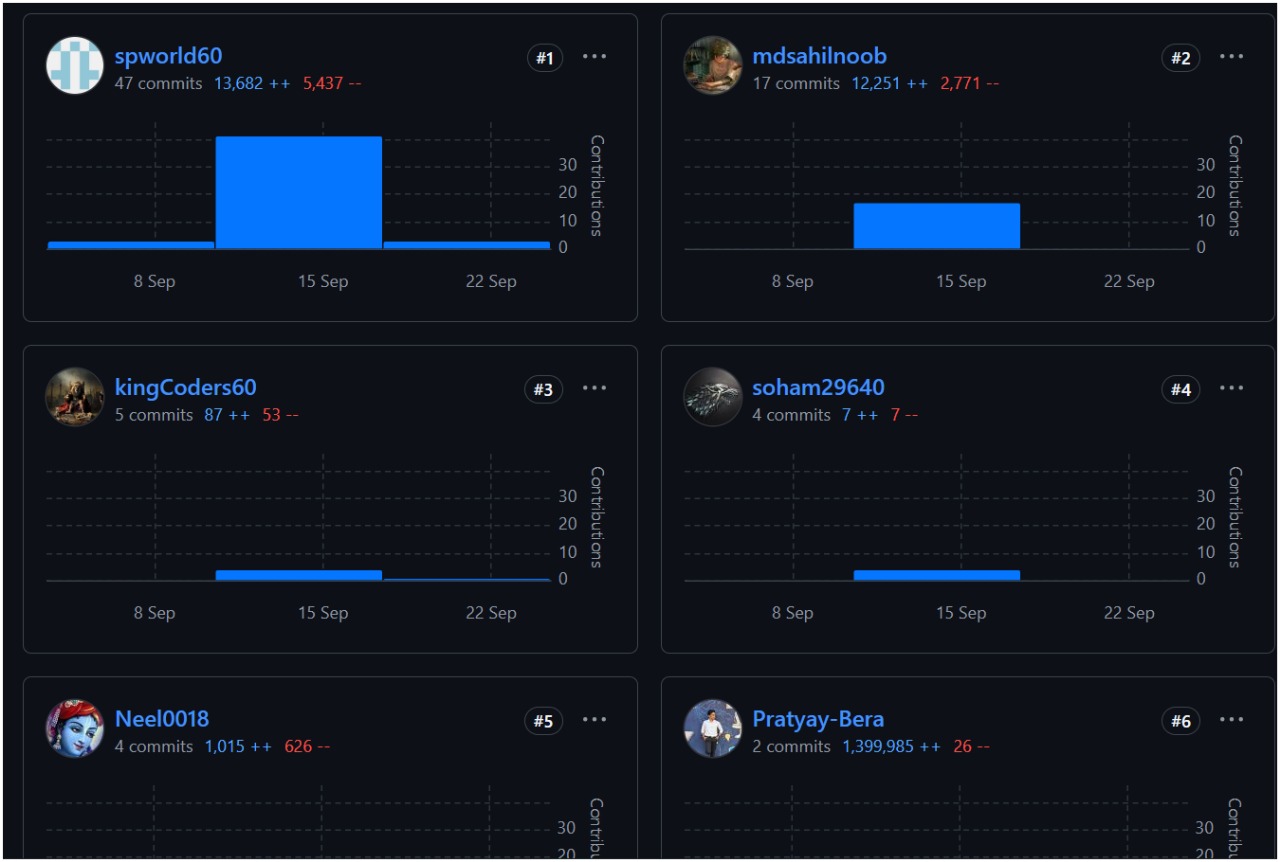 spworld60 #1 ···
47 commits 13,682 ++ 5,437 --
Contributions
30
20
10
0
8 Sep 15 Sep 22 Sep
mdsahilnoob #2 ···
17 commits 12,251 ++ 2,771 --
Contributions
30
20
10
0
8 Sep 15 Sep 22 Sep
kingCoders60 #3 ···
5 commits 87 ++ 53 --
Contributions
30
20
10
0
8 Sep 15 Sep 22 Sep
soham29640 #4 ···
4 commits 7 ++ 7 --
Contributions
30
20
10
0
8 Sep 15 Sep 22 Sep
Neel0018 #5 ···
4 commits 1,015 ++ 626 --
30
20
Pratyay-Bera #6 ···
2 commits 1,399,985 ++ 26 --
30
20